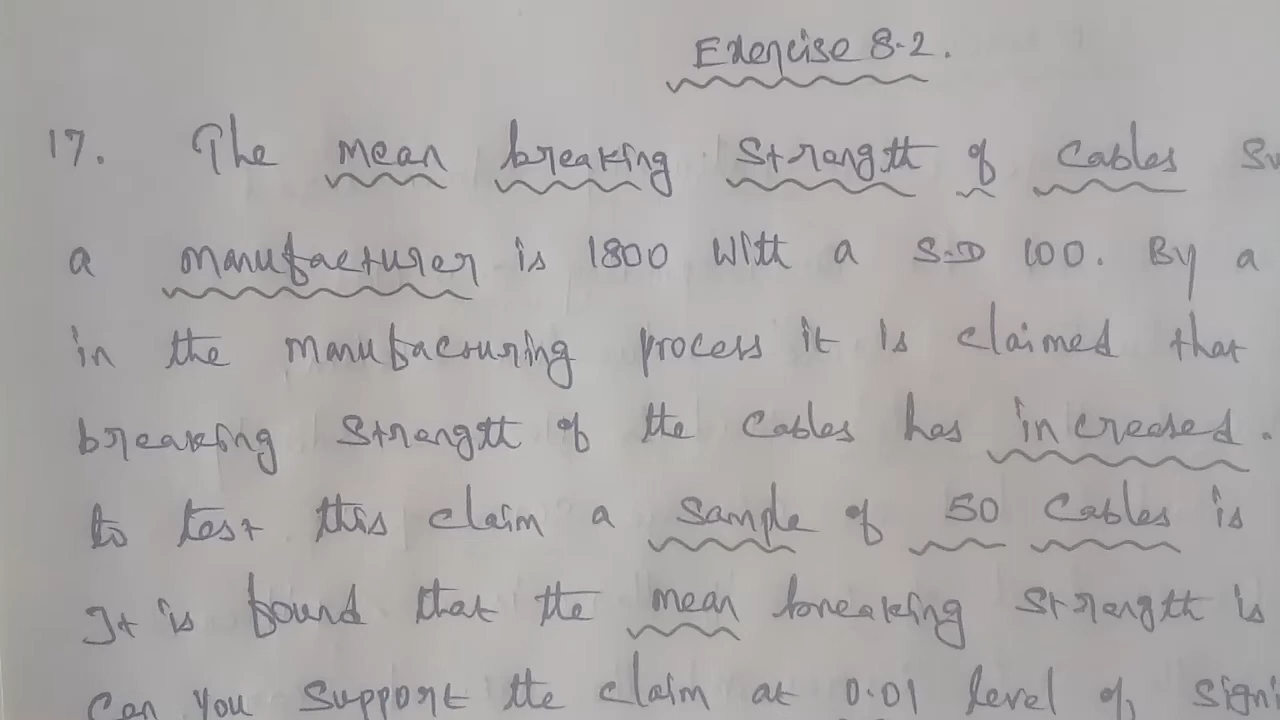 Exercise 8.2.
17. The mean breaking Strength of Cables
a manufacturer is 1800 With a S.D 100. By a
in the manufacturing process it is claimed that
breaking Strength of the Cables has increased.
to test this claim a sample of 50 Cables is
It is found that the mean breaking strength is
Can you support the claim at 0.01 level of